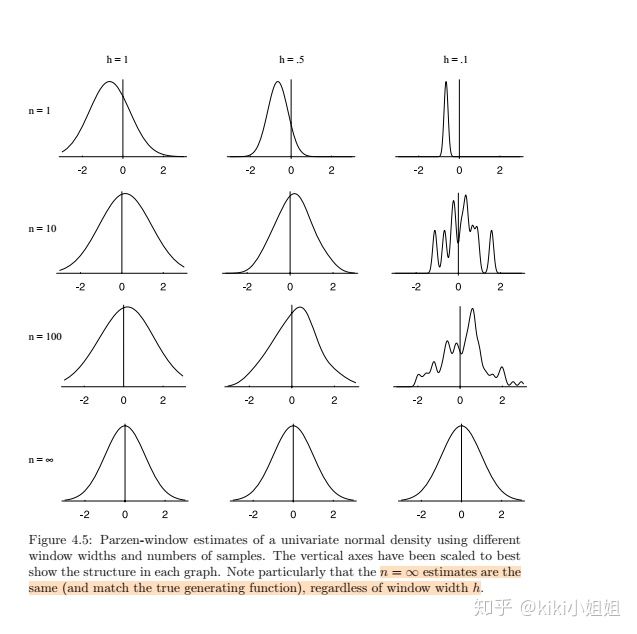 h = 1 h = .5 h = .1
n = 1
-2 0 2 -2 0 2 -2 0 2
n = 10
-2 0 2 -2 0 2 -2 0 2
n = 100
-2 0 2 -2 0 2 -2 0 2
n = ∞
-2 0 2 -2 0 2 -2 0 2
Figure 4.5: Parzen-window estimates of a univariate normal density using different
window widths and numbers of samples. The vertical axes have been scaled to best
show the structure in each graph. Note particularly that the n = ∞ estimates are the
same (and match the true generating function), regardless of window width h.
知乎 @kiki小姐姐